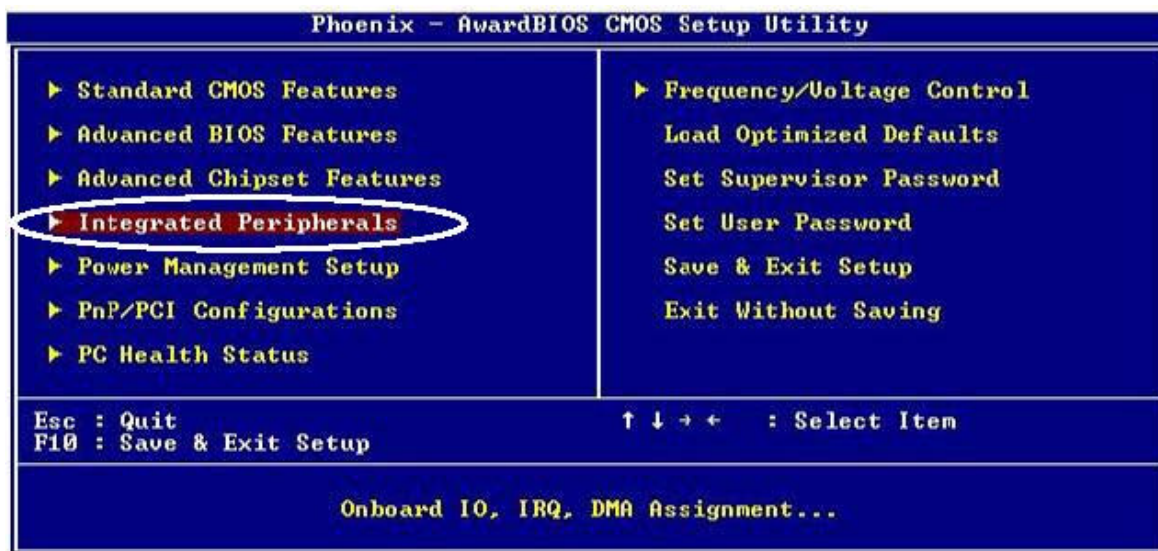 Phoenix - AwardBIOS CMOS Setup Utility
▶ Standard CMOS Features
▶ Advanced BIOS Features
▶ Advanced Chipset Features
▶ Integrated Peripherals
▶ Power Management Setup
▶ PnP/PCI Configurations
▶ PC Health Status
▶ Frequency/Voltage Control
Load Optimized Defaults
Set Supervisor Password
Set User Password
Save & Exit Setup
Exit Without Saving
Esc : Quit
F10 : Save & Exit Setup
↑ ↓ → ← : Select Item
Onboard IO, IRQ, DMA Assignment...